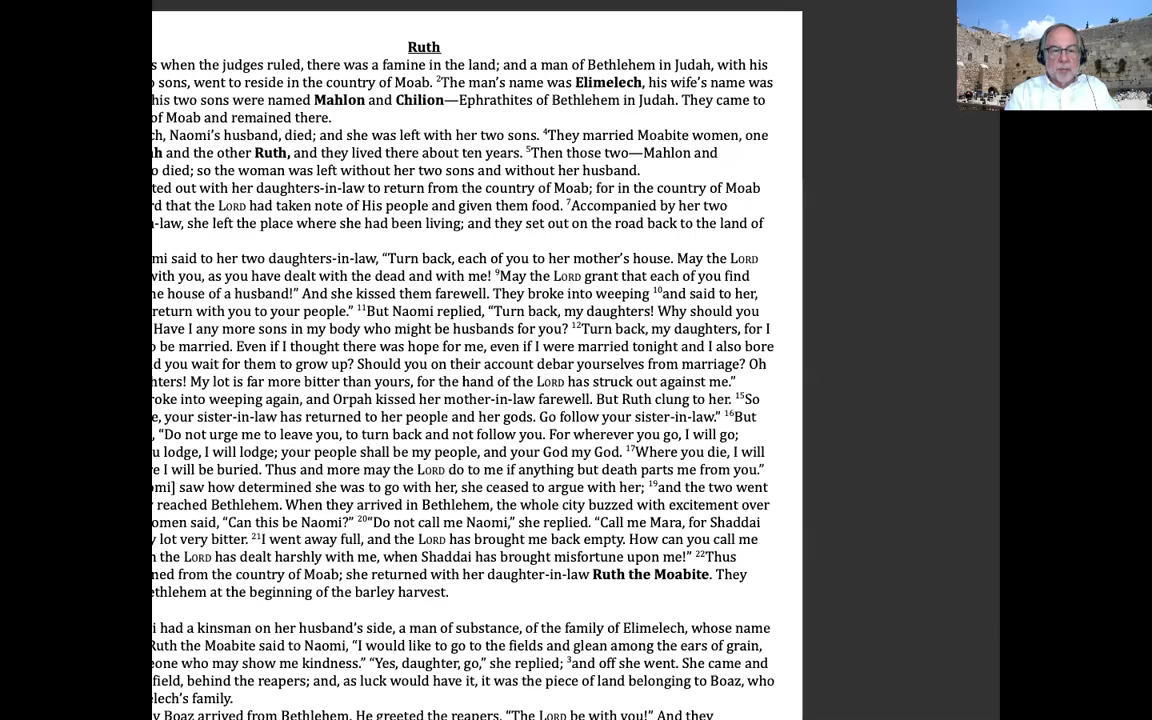 Ruth
s when the judges ruled, there was a famine in the land; and a man of Bethlehem in Judah, with his
sons, went to reside in the country of Moab. ²The man’s name was Elimelech, his wife’s name was
his two sons were named Mahlon and Chilion—Ephrathites of Bethlehem in Judah. They came to
of Moab and remained there.
ch, Naomi’s husband, died; and she was left with her two sons. ⁴They married Moabite women, one
h and the other Ruth, and they lived there about ten years. ⁵Then those two—Mahlon and
o died; so the woman was left without her two sons and without her husband.
ted out with her daughters-in-law to return from the country of Moab; for in the country of Moab
rd that the LORD had taken note of His people and given them food. ⁷Accompanied by her two
-law, she left the place where she had been living; and they set out on the road back to the land of
mi said to her two daughters-in-law, “Turn back, each of you to her mother’s house. May the LORD
with you, as you have dealt with the dead and with me! ⁹May the LORD grant that each of you find
he house of a husband!” And she kissed them farewell. They broke into weeping ¹⁰and said to her,
return with you to your people.” ¹¹But Naomi replied, “Turn back, my daughters! Why should you
Have I any more sons in my body who might be husbands for you? ¹²Turn back, my daughters, for I
o be married. Even if I thought there was hope for me, even if I were married tonight and I also bore
d you wait for them to grow up? Should you on their account debar yourselves from marriage? Oh
hters! My lot is far more bitter than yours, for the hand of the LORD has struck out against me.”
roke into weeping again, and Orpah kissed her mother-in-law farewell. But Ruth clung to her. ¹⁵So
e, your sister-in-law has returned to her people and her gods. Go follow your sister-in-law.” ¹⁶But
, “Do not urge me to leave you, to turn back and not follow you. For wherever you go, I will go;
u lodge, I will lodge; your people shall be my people, and your God my God. ¹⁷Where you die, I will
e I will be buried. Thus and more may the LORD do to me if anything but death parts me from you.”
omi] saw how determined she was to go with her, she ceased to argue with her; ¹⁹and the two went
reached Bethlehem. When they arrived in Bethlehem, the whole city buzzed with excitement over
omen said, “Can this be Naomi?” ²⁰“Do not call me Naomi,” she replied. “Call me Mara, for Shaddai
y lot very bitter. ²¹I went away full, and the LORD has brought me back empty. How can you call me
n the LORD has dealt harshly with me, when Shaddai has brought misfortune upon me!” ²²Thus
ned from the country of Moab; she returned with her daughter-in-law Ruth the Moabite. They
ethlehem at the beginning of the barley harvest.
i had a kinsman on her husband’s side, a man of substance, of the family of Elimelech, whose name
Ruth the Moabite said to Naomi, “I would like to go to the fields and glean among the ears of grain,
eone who may show me kindness.” “Yes, daughter, go,” she replied; ³and off she went. She came and
field, behind the reapers; and, as luck would have it, it was the piece of land belonging to Boaz, who
elech’s family.
y Boaz arrived from Bethlehem. He greeted the reapers, “The LORD be with you!” And they